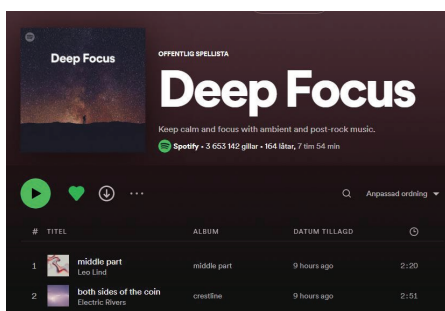 Deep Focus
OFFENTLIG SPELLISTA
Deep Focus
Keep calm and focus with ambient and post-rock music.
Spotify • 3 653 142 gillar • 164 låtar, 7 tim 54 min
Anpassad ordning
# TITEL ALBUM DATUM TILLAGD
1 middle part middle part 9 hours ago 2:20
Leo Lind
2 both sides of the coin crestline 9 hours ago 2:51
Electric Rivers